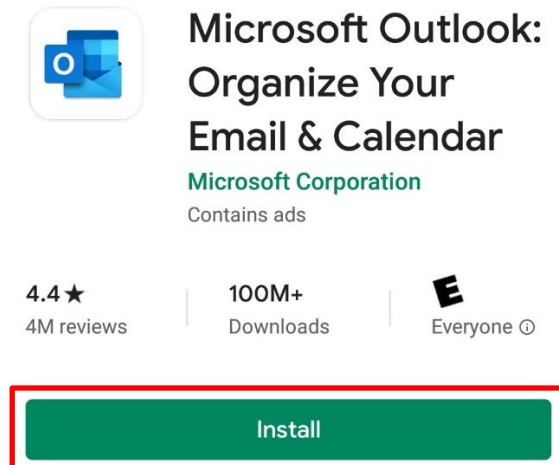 Microsoft Outlook:
Organize Your
Email & Calendar
Microsoft Corporation
Contains ads
4.4★ 100M+ E
4M reviews Downloads Everyone ⓘ
Install
O